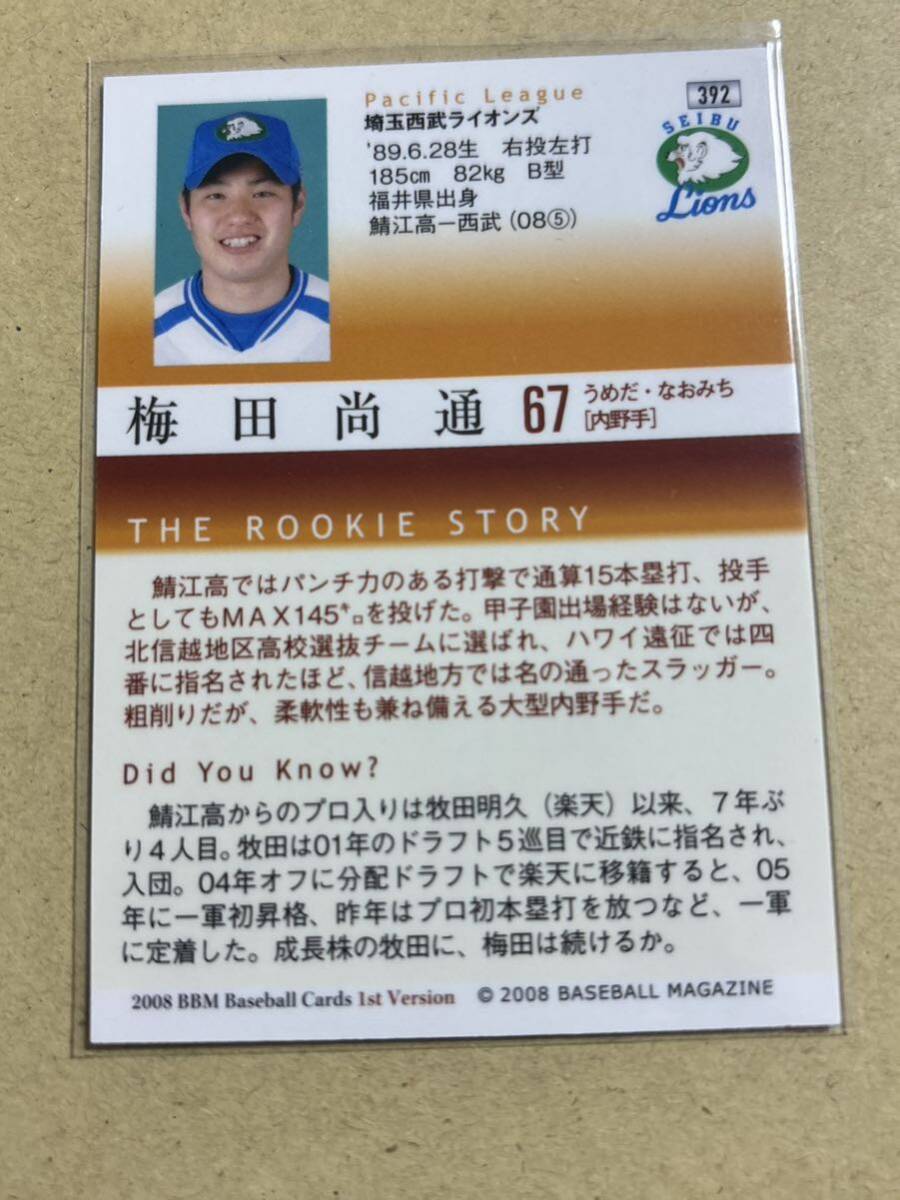 392
Pacific League
埼玉西武ライオンズ
'89.6.28生 右投左打
185㎝ 82㎏ B型
福井県出身
鯖江高ー西武(08⑤)
SEIBU
Lions
梅田尚通 67 うめだ・なおみち
[内野手]
THE ROOKIE STORY
鯖江高ではパンチ力のある打撃で通算15本塁打、投手
としてもMAX145㌔を投げた。甲子園出場経験はないが、
北信越地区高校選抜チームに選ばれ、ハワイ遠征では四
番に指名されたほど、信越地方では名の通ったスラッガー。
粗削りだが、柔軟性も兼ね備える大型内野手だ。
Did You Know?
鯖江高からのプロ入りは牧田明久(楽天)以来、7年ぶ
り4人目。牧田は01年のドラフト5巡目で近鉄に指名され、
入団。04年オフに分配ドラフトで楽天に移籍すると、05
年に一軍初昇格、昨年はプロ初本塁打を放つなど、一軍
に定着した。成長株の牧田に、梅田は続けるか。
2008 BBM Baseball Cards 1st Version © 2008 BASEBALL MAGAZINE